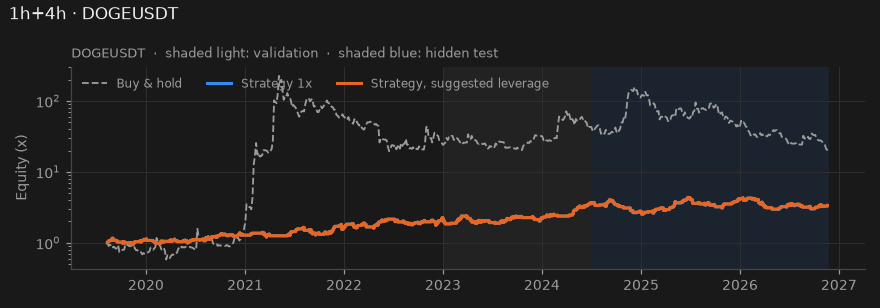 1h+4h · DOGEUSDT
DOGEUSDT · shaded light: validation · shaded blue: hidden test
Buy & hold Strategy 1x Strategy, suggested leverage
Equity (x)
10²
10¹
10⁰
2020 2021 2022 2023 2024 2025 2026 2027